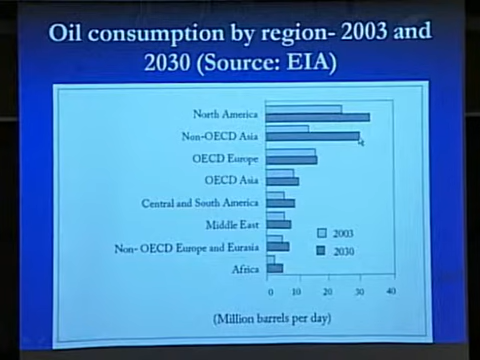 Oil consumption by region- 2003 and
2030 (Source: EIA)
North America
Non-OECD Asia
OECD Europe
OECD Asia
Central and South America
Middle East
Non- OECD Europe and Eurasia
Africa
2003
2030
0 10 20 30 40
(Million barrels per day)